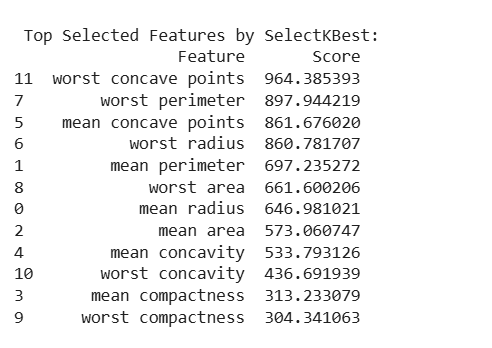 Top Selected Features by SelectKBest:
Feature Score
11 worst concave points 964.385393
7 worst perimeter 897.944219
5 mean concave points 861.676020
6 worst radius 860.781707
1 mean perimeter 697.235272
8 worst area 661.600206
0 mean radius 646.981021
2 mean area 573.060747
4 mean concavity 533.793126
10 worst concavity 436.691939
3 mean compactness 313.233079
9 worst compactness 304.341063